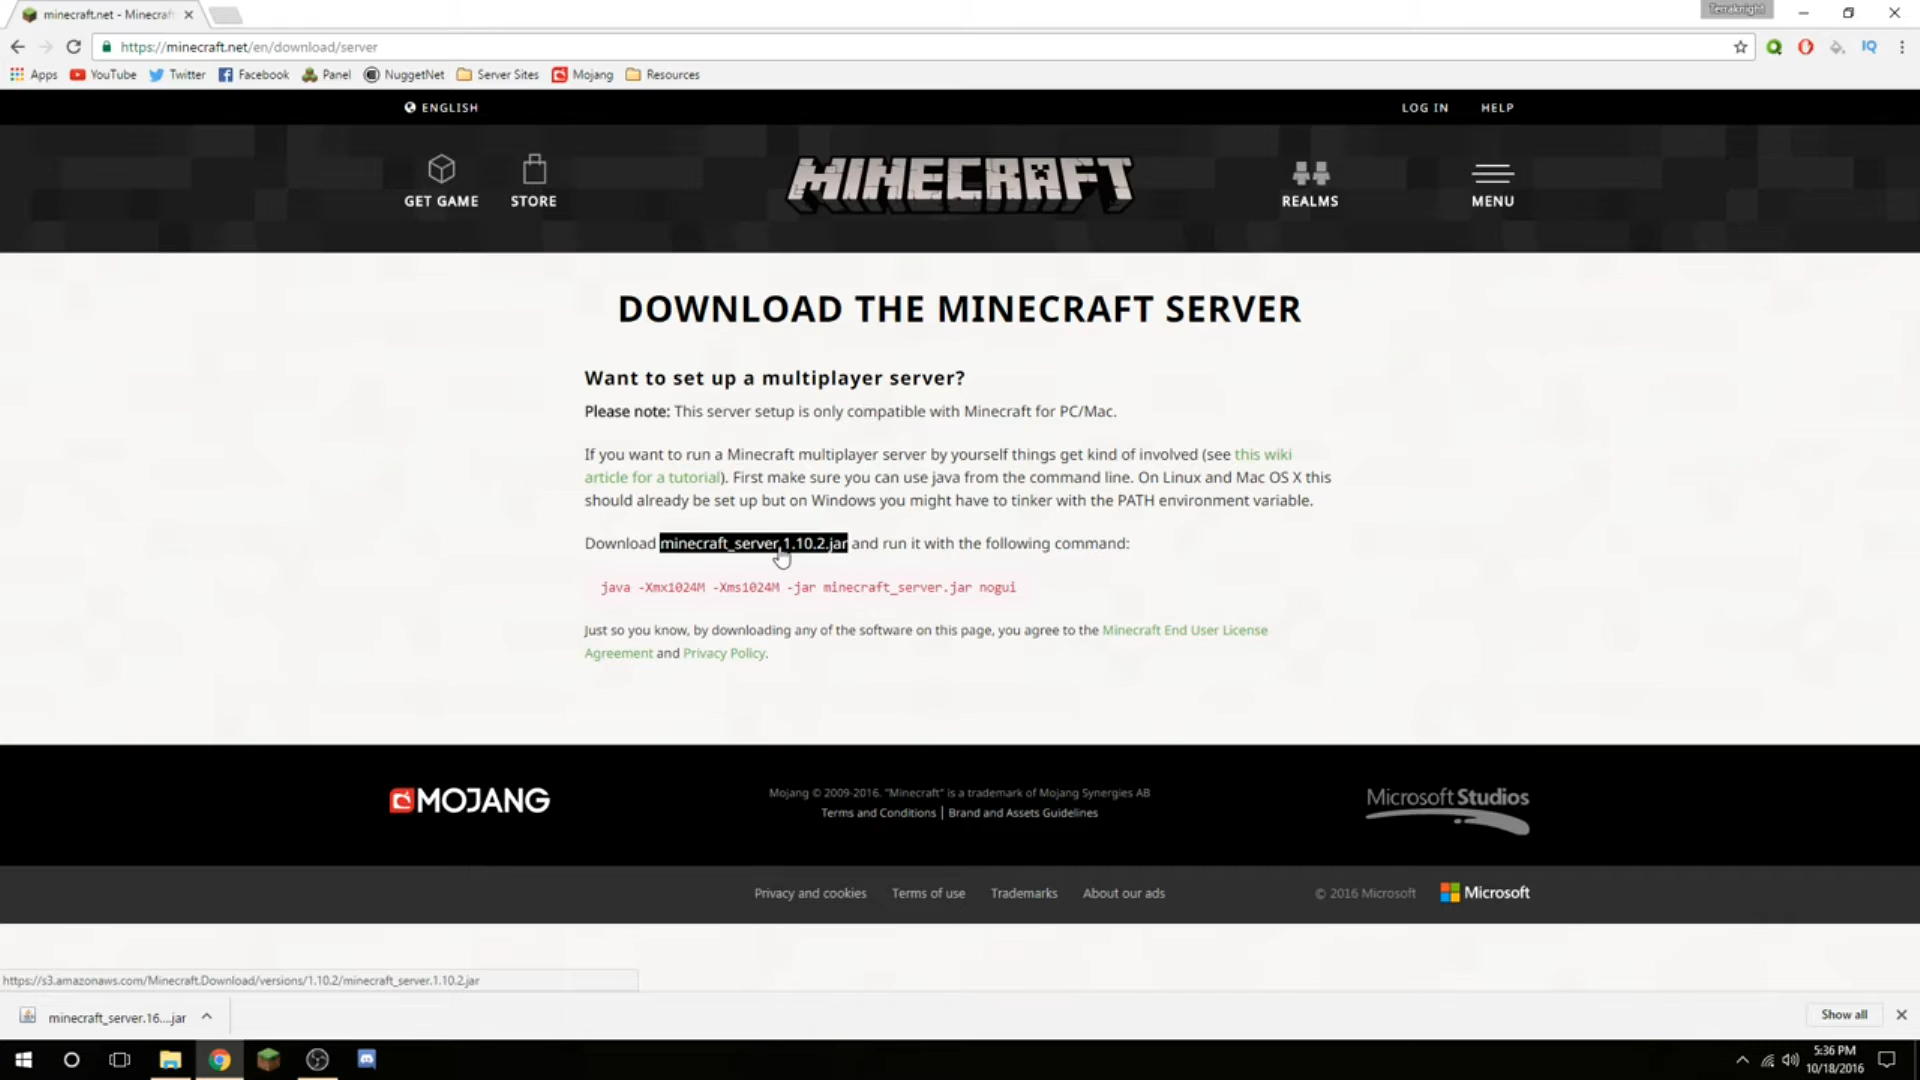 minecraft.net - Minecraft
Terraknight
https://minecraft.net/en/download/server
IQ
Apps YouTube Twitter Facebook Panel NuggetNet Server Sites Mojang Resources
ENGLISH LOG IN HELP
GET GAME STORE MINECRAFT REALMS MENU
DOWNLOAD THE MINECRAFT SERVER
Want to set up a multiplayer server?
Please note: This server setup is only compatible with Minecraft for PC/Mac.
If you want to run a Minecraft multiplayer server by yourself things get kind of involved (see this wiki
article for a tutorial). First make sure you can use java from the command line. On Linux and Mac OS X this
should already be set up but on Windows you might have to tinker with the PATH environment variable.
Download minecraft_server.1.10.2.jar and run it with the following command:
java -Xmx1024M -Xms1024M -jar minecraft_server.jar nogui
Just so you know, by downloading any of the software on this page, you agree to the Minecraft End User License
Agreement and Privacy Policy.
MOJANG
Mojang © 2009-2016. "Minecraft" is a trademark of Mojang Synergies AB
Terms and Conditions | Brand and Assets Guidelines
Microsoft Studios
Privacy and cookies Terms of use Trademarks About our ads © 2016 Microsoft Microsoft
https://s3.amazonaws.com/Minecraft.Download/versions/1.10.2/minecraft_server.1.10.2.jar
minecraft_server.16....jar Show all
5:36 PM
10/18/2016